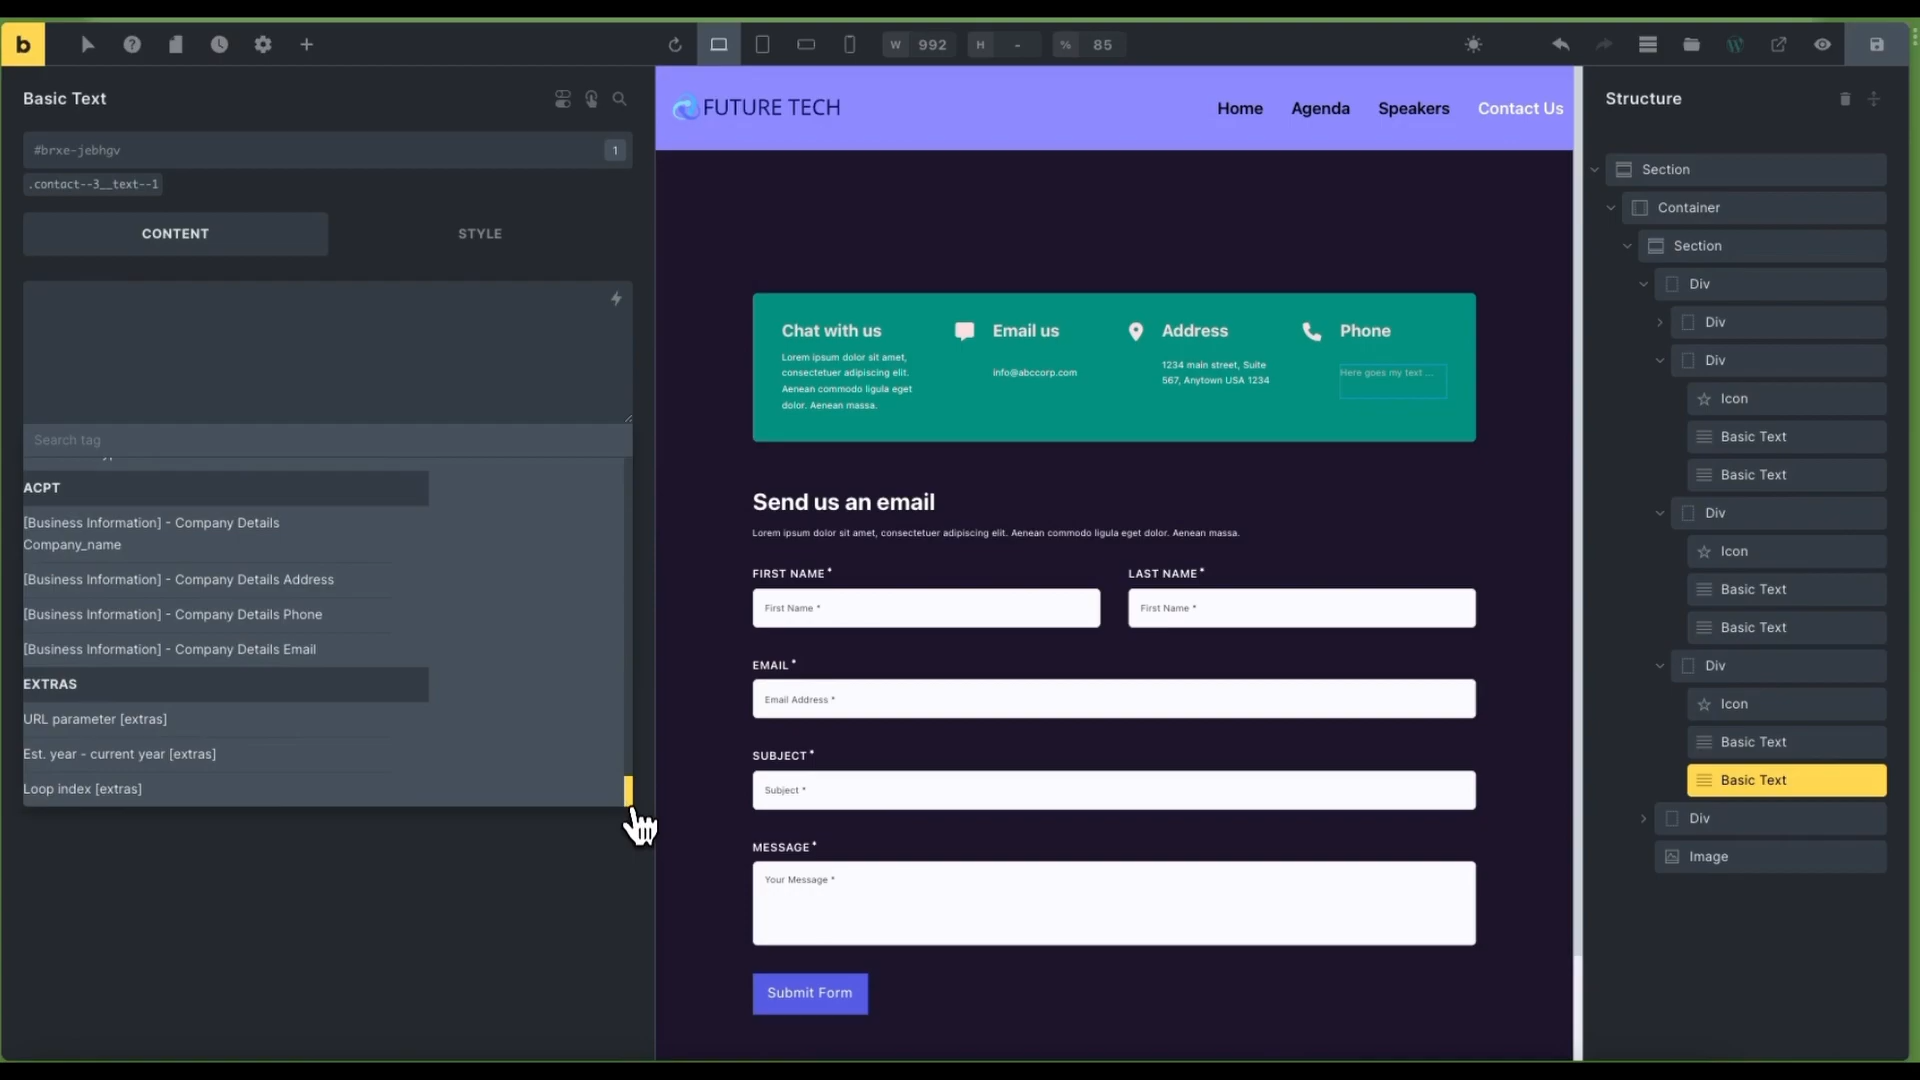 b
W 992
H -
% 85
Basic Text
#brxe-jebhgv
1
.contact--3__text--1
CONTENT
STYLE
Search tag
ACPT
[Business Information] - Company Details
Company_name
[Business Information] - Company Details Address
[Business Information] - Company Details Phone
[Business Information] - Company Details Email
EXTRAS
URL parameter [extras]
Est. year - current year [extras]
Loop index [extras]
FUTURE TECH
Home
Agenda
Speakers
Contact Us
Chat with us
Lorem ipsum dolor sit amet,
consectetuer adipiscing elit.
Aenean commodo ligula eget
dolor. Aenean massa.
Email us
info@abccorp.com
Address
1234 main street, Suite
567, Anytown USA 1234
Phone
Here goes my text ...
Send us an email
Lorem ipsum dolor sit amet, consectetuer adipiscing elit. Aenean commodo ligula eget dolor. Aenean massa.
FIRST NAME *
First Name *
LAST NAME *
First Name *
EMAIL *
Email Address *
SUBJECT *
Subject *
MESSAGE *
Your Message *
Submit Form
Structure
Section
Container
Section
Div
Div
Div
Icon
Basic Text
Basic Text
Div
Icon
Basic Text
Basic Text
Div
Icon
Basic Text
Basic Text
Div
Image